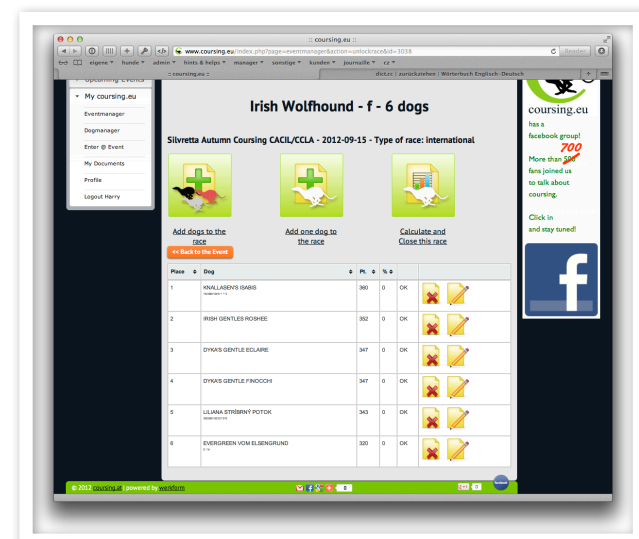 :: coursing.eu ::
www.coursing.eu/index.php?page=eventmanager&action=unlockrace&id=3038
Reader
eigene ▾ hunde ▾ admin ▾ hints & helps ▾ manager ▾ sonstige ▾ kunden ▾ journaille ▾ cz ▾
:: coursing.eu ::
dict.cc | zurückziehen | Wörterbuch Englisch-Deutsch
Upcoming Events
My coursing.eu
Eventmanager
Dogmanager
Enter @ Event
My Documents
Profile
Logout Harry
Irish Wolfhound - f - 6 dogs
Silvretta Autumn Coursing CACIL/CCLA - 2012-09-15 - Type of race: international
Add dogs to the
race
Add one dog to
the race
Calculate and
Close this race
<< Back to the Event
Place Dog Pt. %
1 KNALLASEN'S ISABIS 360 0 OK
2 IRISH GENTLES ROSHEE 352 0 OK
3 DYKA'S GENTLE ECLAIRE 347 0 OK
4 DYKA'S GENTLE FINOCCHI 347 0 OK
5 LILIANA STŘÍBRNÝ POTOK 343 0 OK
6 EVERGREEN VOM ELSENGRUND 320 0 OK
coursing.eu
has a
facebook group!
700
More than 500
fans joined us
to talk about
coursing.
Click in
and stay tuned!
f
© 2012 coursing.at | powered by werkform
0
0
facebook